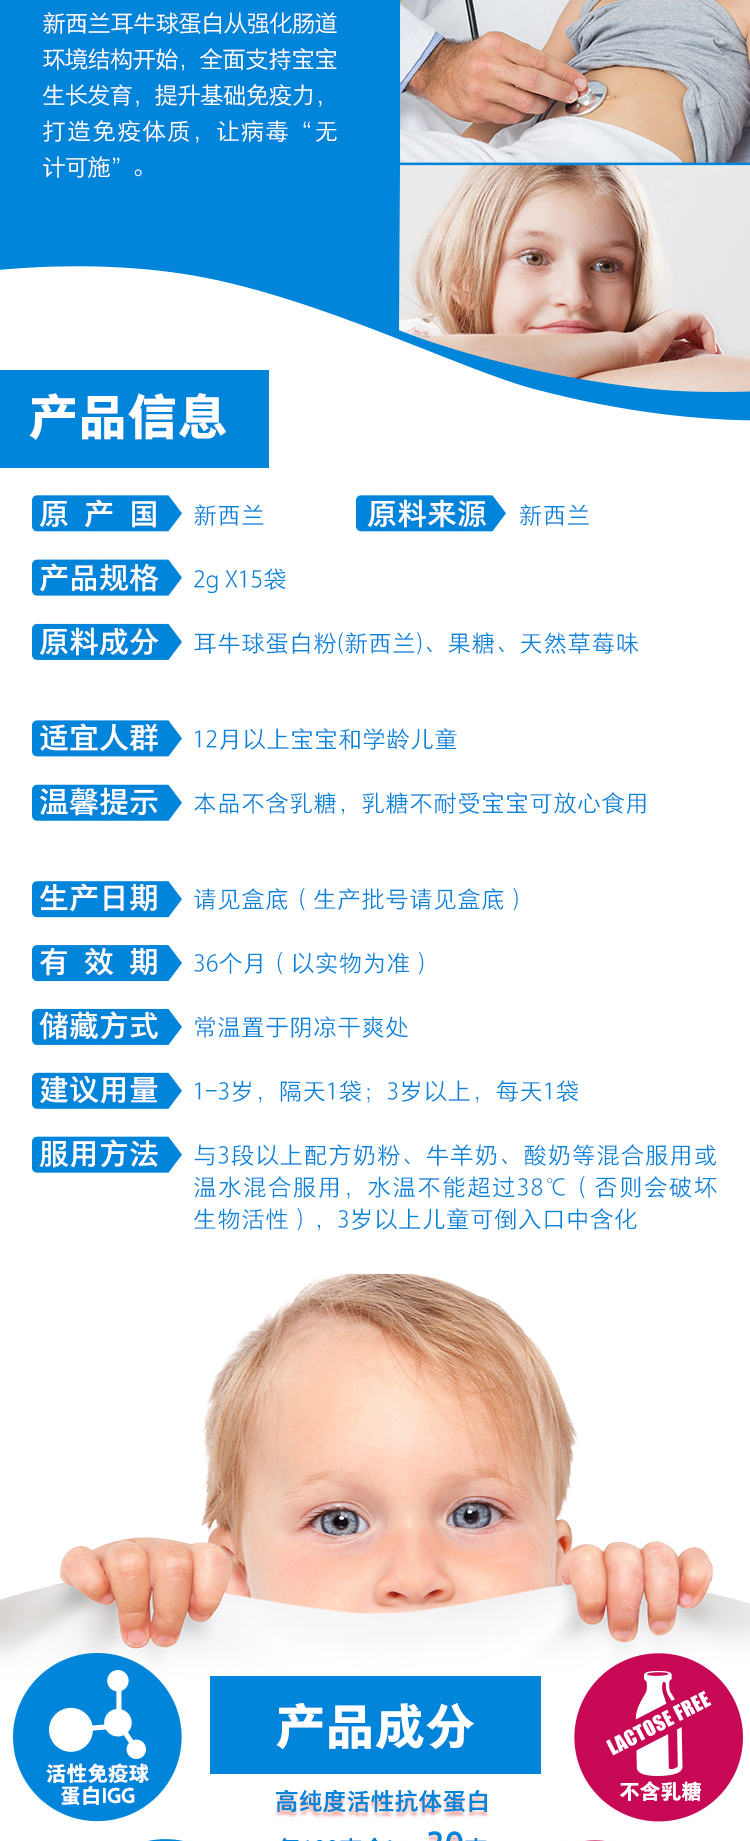 新西兰耳牛球蛋白从强化肠道
环境结构开始，全面支持宝宝
生长发育，提升基础免疫力，
打造免疫体质，让病毒“无
计可施”。
产品信息
原产国 新西兰 原料来源 新西兰
产品规格 2g X15袋
原料成分 耳牛球蛋白粉(新西兰)、果糖、天然草莓味
适宜人群 12月以上宝宝和学龄儿童
温馨提示 本品不含乳糖，乳糖不耐受宝宝可放心食用
生产日期 请见盒底（生产批号请见盒底）
有效期 36个月（以实物为准）
储藏方式 常温置于阴凉干爽处
建议用量 1-3岁，隔天1袋；3岁以上，每天1袋
服用方法 与3段以上配方奶粉、牛羊奶、酸奶等混合服用或
温水混合服用，水温不能超过38℃（否则会破坏
生物活性），3岁以上儿童可倒入口中含化
产品成分
活性免疫球
蛋白IGG
LACTOSE FREE
不含乳糖
高纯度活性抗体蛋白